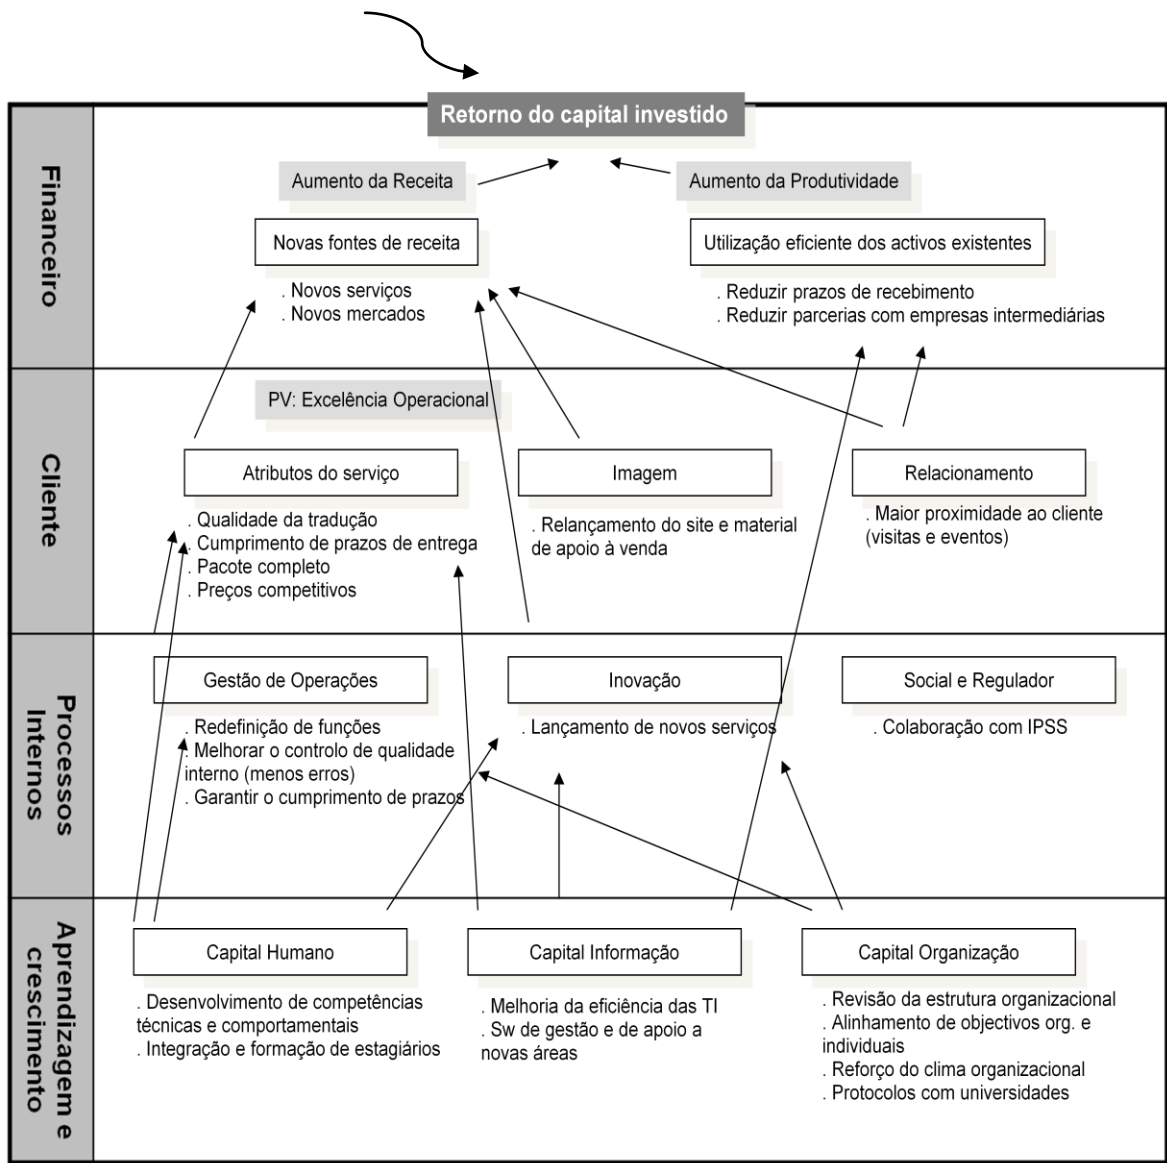 Retorno do capital investido
Financeiro
Aumento da Receita
Aumento da Produtividade
Novas fontes de receita
Utilização eficiente dos activos existentes
. Novos serviços
. Novos mercados
. Reduzir prazos de recebimento
. Reduzir parcerias com empresas intermediárias
Cliente
PV: Excelência Operacional
Atributos do serviço
Imagem
Relacionamento
. Qualidade da tradução
. Cumprimento de prazos de entrega
. Pacote completo
. Preços competitivos
. Relançamento do site e material
de apoio à venda
. Maior proximidade ao cliente
(visitas e eventos)
Processos
Internos
Gestão de Operações
Inovação
Social e Regulador
. Redefinição de funções
. Melhorar o controlo de qualidade
interno (menos erros)
. Garantir o cumprimento de prazos
. Lançamento de novos serviços
. Colaboração com IPSS
Aprendizagem e
crescimento
Capital Humano
Capital Informação
Capital Organização
. Desenvolvimento de competências
técnicas e comportamentais
. Integração e formação de estagiários
. Melhoria da eficiência das TI
. Sw de gestão e de apoio a
novas áreas
. Revisão da estrutura organizacional
. Alinhamento de objectivos org. e
individuais
. Reforço do clima organizacional
. Protocolos com universidades